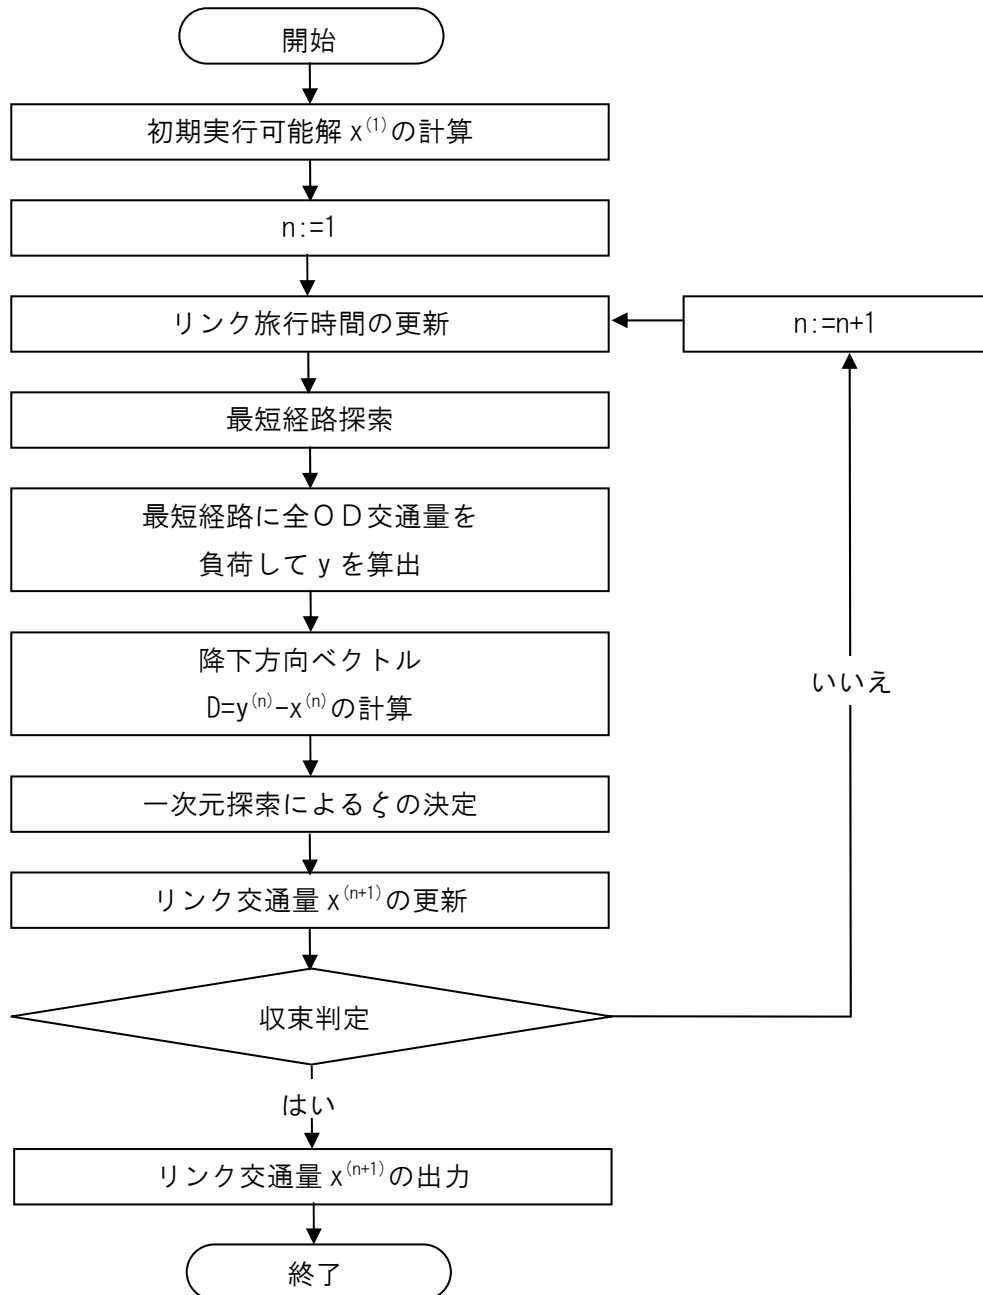 開始
初期実行可能解 x⁽¹⁾の計算
n:=1
リンク旅行時間の更新
n:=n+1
最短経路探索
最短経路に全ＯＤ交通量を
負荷して y を算出
降下方向ベクトル
D=y⁽ⁿ⁾-x⁽ⁿ⁾の計算
いいえ
一次元探索によるζの決定
リンク交通量 x⁽ⁿ⁺¹⁾の更新
収束判定
はい
リンク交通量 x⁽ⁿ⁺¹⁾の出力
終了